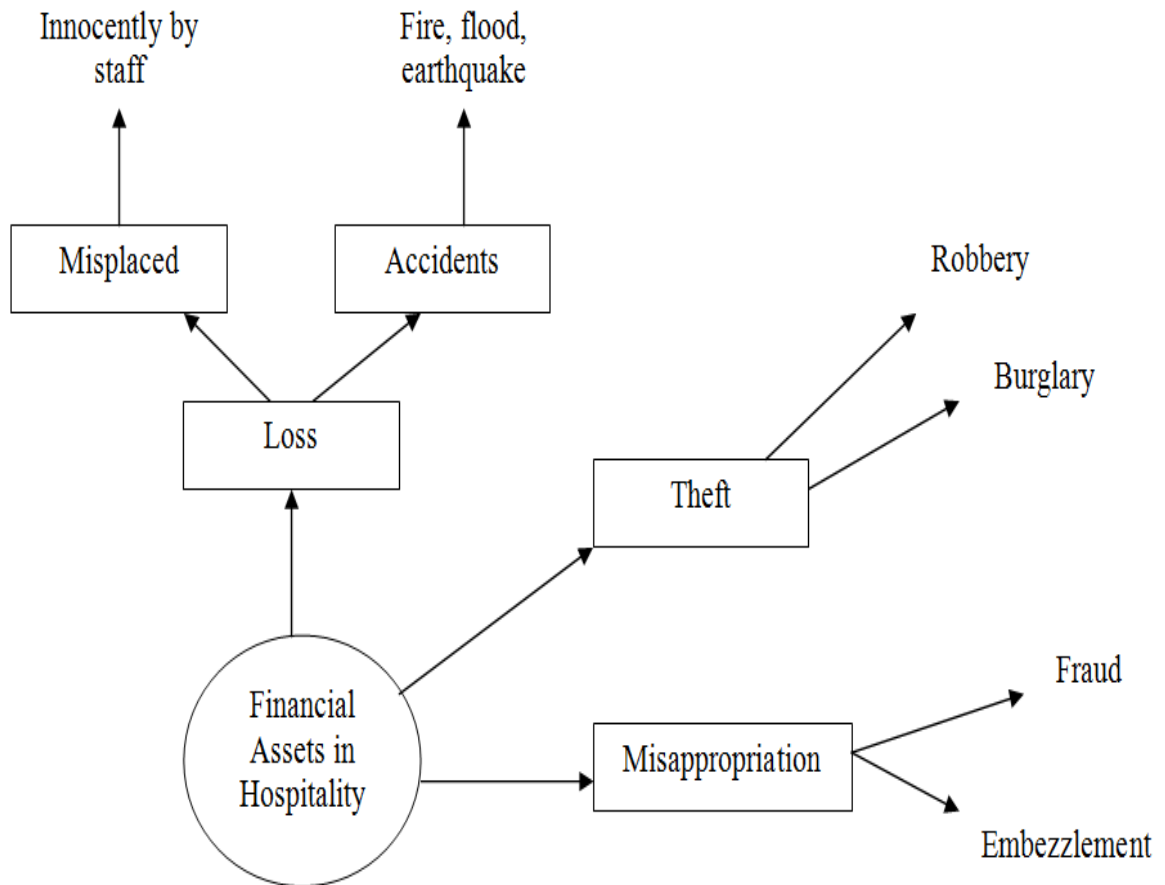 Innocently by
staff
Fire, flood,
earthquake
Misplaced
Accidents
Robbery
Burglary
Loss
Theft
Financial
Assets in
Hospitality
Misappropriation
Fraud
Embezzlement